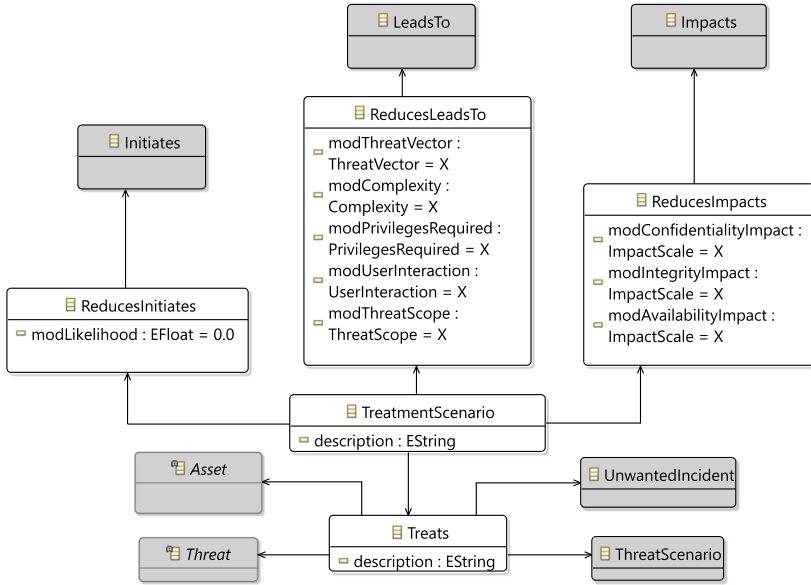 LeadsTo
Impacts
ReducesLeadsTo
modThreatVector :
ThreatVector = X
modComplexity :
Complexity = X
modPrivilegesRequired :
PrivilegesRequired = X
modUserInteraction :
UserInteraction = X
modThreatScope :
ThreatScope = X
Initiates
ReducesImpacts
modConfidentialityImpact :
ImpactScale = X
modIntegrityImpact :
ImpactScale = X
modAvailabilityImpact :
ImpactScale = X
ReducesInitiates
modLikelihood : EFloat = 0.0
TreatmentScenario
description : EString
Asset
UnwantedIncident
Treats
description : EString
Threat
ThreatScenario